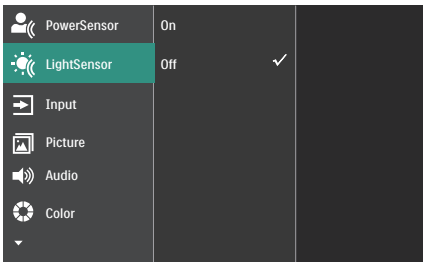 PowerSensor
On
LightSensor
Off
Input
Picture
Audio
Color